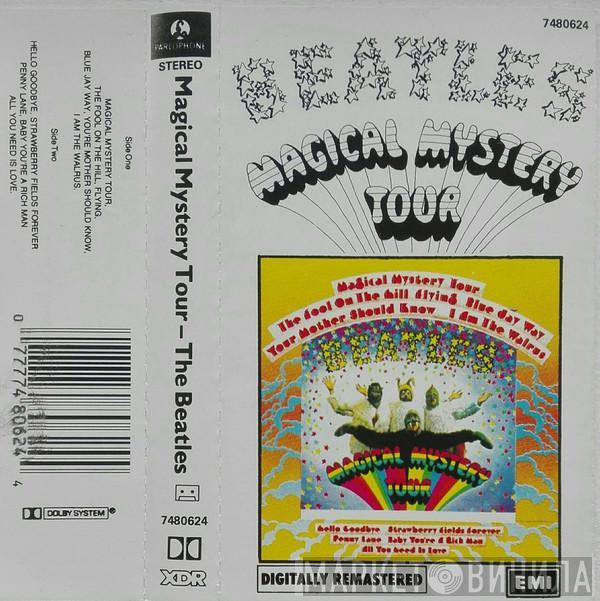 Side One
MAGICAL MYSTERY TOUR,
THE FOOL ON THE HILL, FLYING,
BLUE JAY WAY, YOU'RE MOTHER SHOULD KNOW,
I AM THE WALRUS.
Side Two
HELLO GOODBYE, STRAWBERRY FIELDS FOREVER
PENNY LANE, BABY YOU'RE A RICH MAN
ALL YOU NEED IS LOVE.
0 77774 80624 4
DOLBY SYSTEM®
PARLOPHONE
STEREO
Magical Mystery Tour – The Beatles
7480624
XDR
7480624
BEATLES
MAGICAL MYSTERY
TOUR
Magical Mystery Tour
The Fool On The Hill Flying Blue Jay Way
Your Mother Should Know I Am The Walrus
BEATLES
MAGICAL MYSTERY
TOUR
Hello Goodbye Strawberry Fields Forever
Penny Lane Baby You're A Rich Man
All You Need Is Love
DIGITALLY REMASTERED
EMI
МАРКЕТ ВИНИЛА